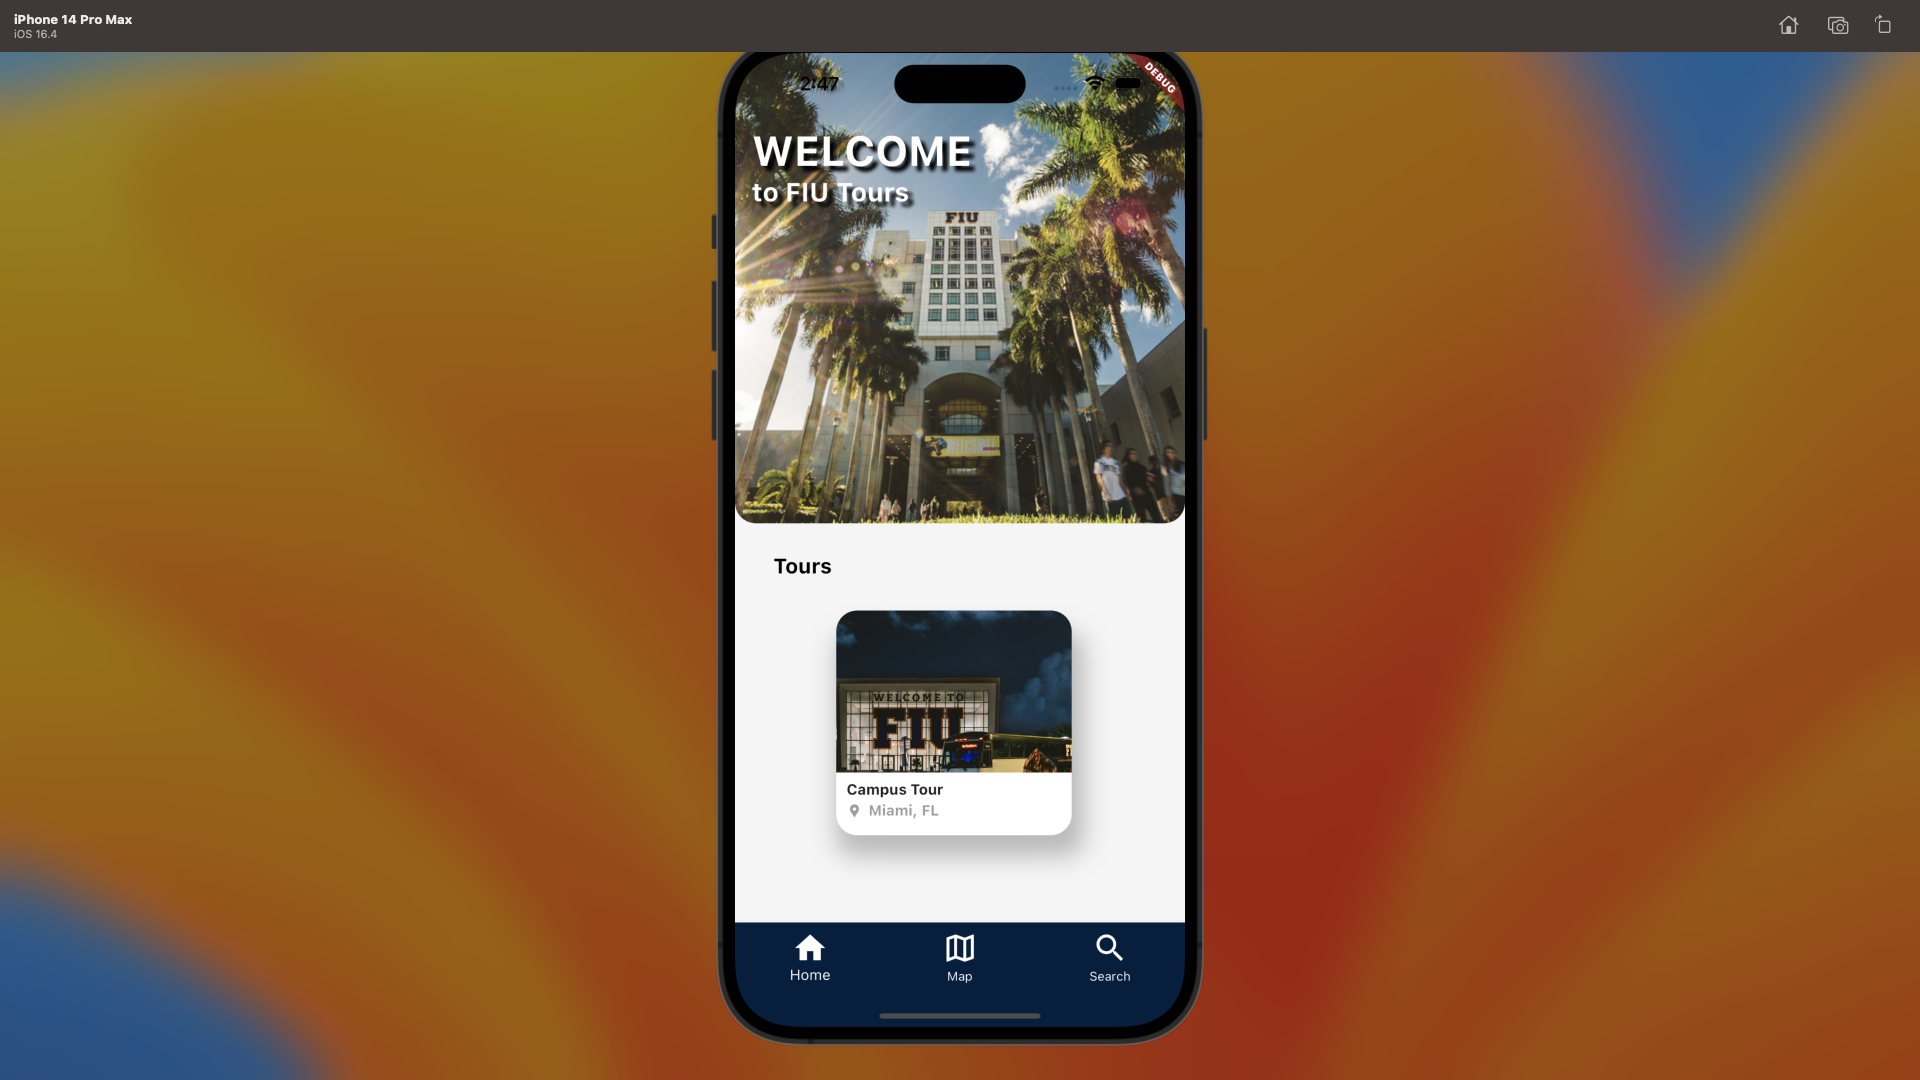 iPhone 14 Pro Max
iOS 16.4
2:47
DEBUG
WELCOME
to FIU Tours
FIU
Tours
WELCOME TO
FIU
Campus Tour
Miami, FL
Home
Map
Search